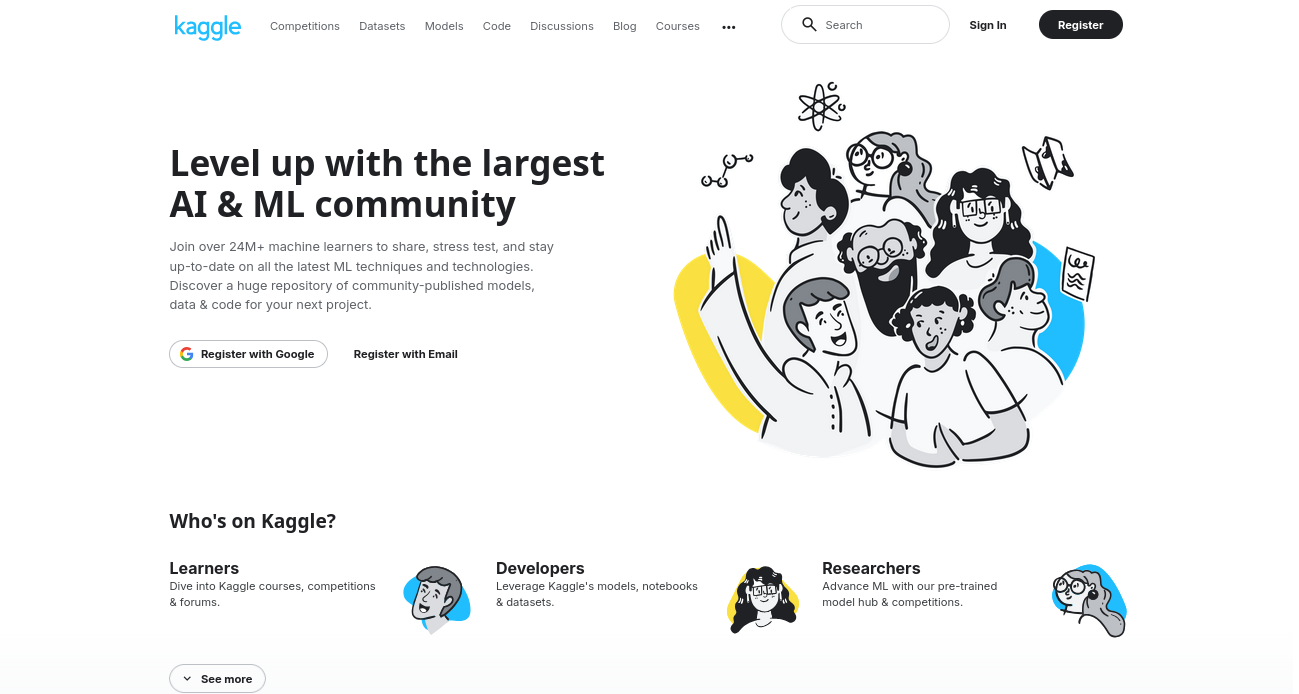 kaggle
Competitions Datasets Models Code Discussions Blog Courses ••• Search Sign In Register
Level up with the largest
AI & ML community
Join over 24M+ machine learners to share, stress test, and stay
up-to-date on all the latest ML techniques and technologies.
Discover a huge repository of community-published models,
data & code for your next project.
Register with Google Register with Email
Who's on Kaggle?
Learners
Dive into Kaggle courses, competitions
& forums.
Developers
Leverage Kaggle's models, notebooks
& datasets.
Researchers
Advance ML with our pre-trained
model hub & competitions.
See more